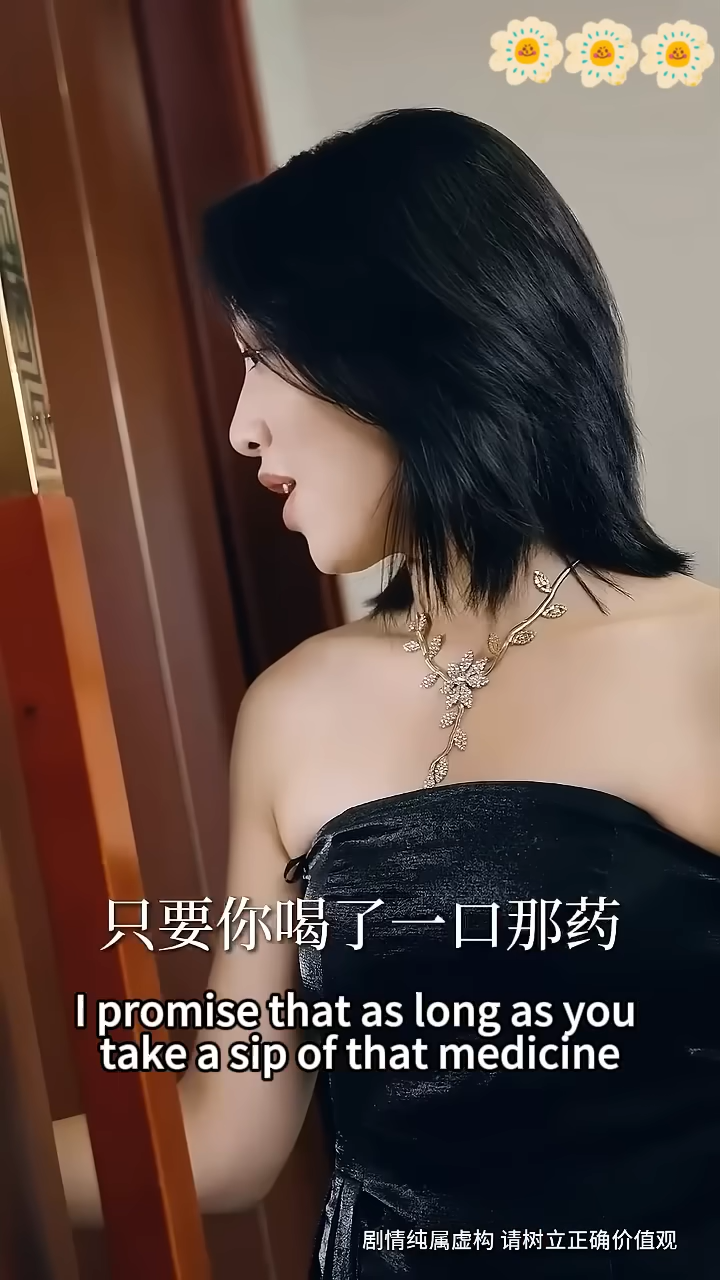 只要你喝了一口那药
I promise that as long as you
take a sip of that medicine
剧情纯属虚构 请树立正确价值观